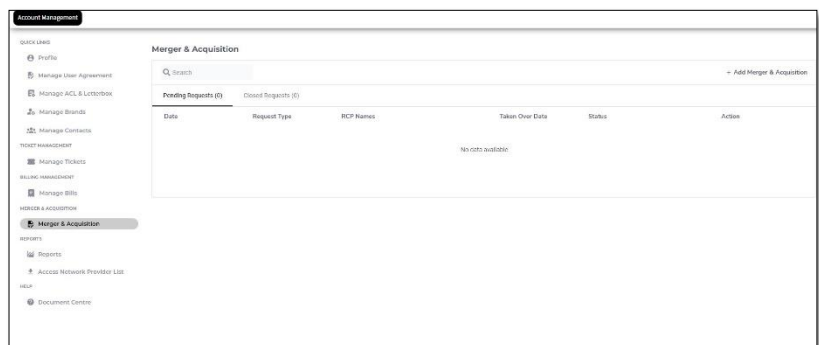 Account Management
QUICK LINKS
Profile
Manage User Agreement
Manage ACL & Letterbox
Manage Brands
Manage Contacts
TICKET MANAGEMENT
Manage Tickets
BILLING MANAGEMENT
Manage Bills
MERGER & ACQUISITION
Merger & Acquisition
REPORTS
Reports
Access Network Provider List
HELP
Document Centre
Merger & Acquisition
Search
+ Add Merger & Acquisition
Pending Requests (0) Closed Requests (0)
Date Request Type RCP Names Taken Over Date Status Action
No data available